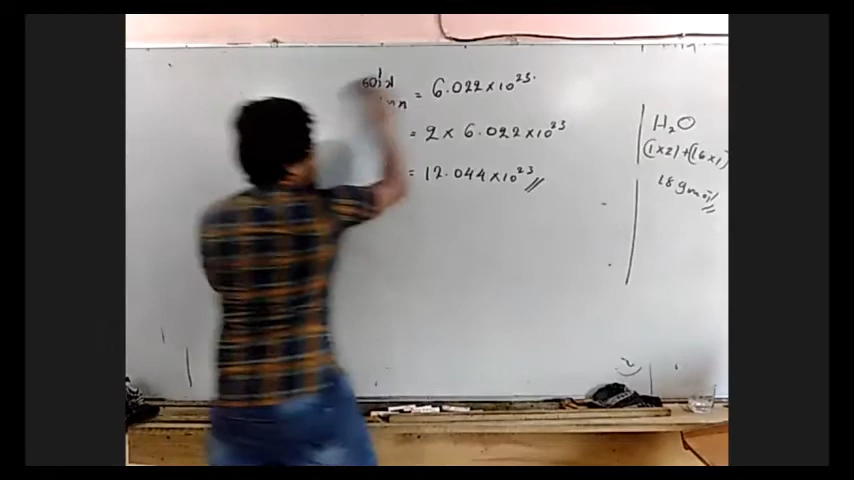 = 6.022×10²³
= 2 × 6.022×10²³
= 12.044×10²³
H₂O
(1×2)+(16×1)
18 gmol⁻¹